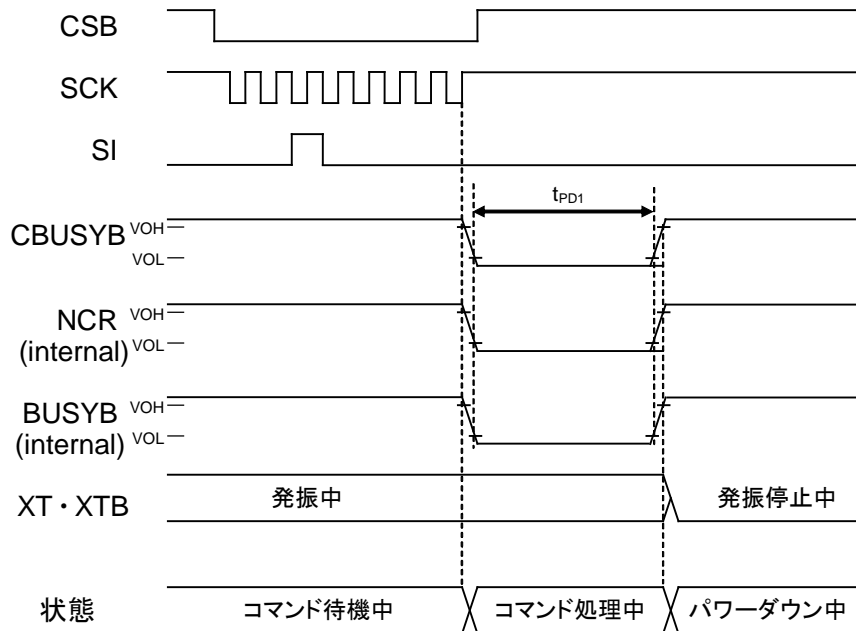 CSB
SCK
SI
tPD1
CBUSYB
VOH
VOL
NCR
(internal)
VOH
VOL
BUSYB
(internal)
VOH
VOL
XT・XTB
発振中
発振停止中
状態
コマンド待機中
コマンド処理中
パワーダウン中